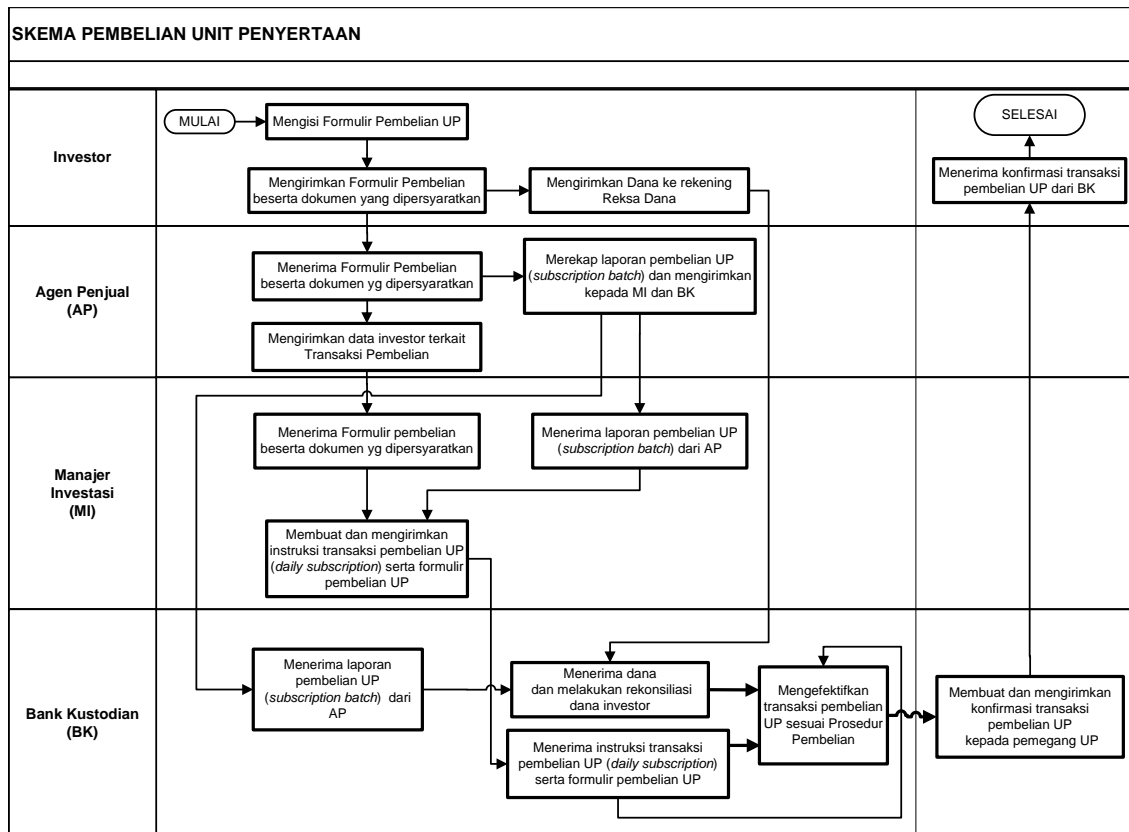 SKEMA PEMBELIAN UNIT PENYERTAAN
Investor
MULAI
Mengisi Formulir Pembelian UP
SELESAI
Mengirimkan Formulir Pembelian
beserta dokumen yang dipersyaratkan
Mengirimkan Dana ke rekening
Reksa Dana
Menerima konfirmasi transaksi
pembelian UP dari BK
Agen Penjual
(AP)
Menerima Formulir Pembelian
beserta dokumen yg dipersyaratkan
Merekap laporan pembelian UP
(subscription batch) dan mengirimkan
kepada MI dan BK
Mengirimkan data investor terkait
Transaksi Pembelian
Manajer
Investasi
(MI)
Menerima Formulir pembelian
beserta dokumen yg dipersyaratkan
Menerima laporan pembelian UP
(subscription batch) dari AP
Membuat dan mengirimkan
instruksi transaksi pembelian UP
(daily subscription) serta formulir
pembelian UP
Bank Kustodian
(BK)
Menerima laporan
pembelian UP
(subscription batch) dari
AP
Menerima dana
dan melakukan rekonsiliasi
dana investor
Menerima instruksi transaksi
pembelian UP (daily subscription)
serta formulir pembelian UP
Mengefektifkan
transaksi pembelian
UP sesuai Prosedur
Pembelian
Membuat dan mengirimkan
konfirmasi transaksi
pembelian UP
kepada pemegang UP